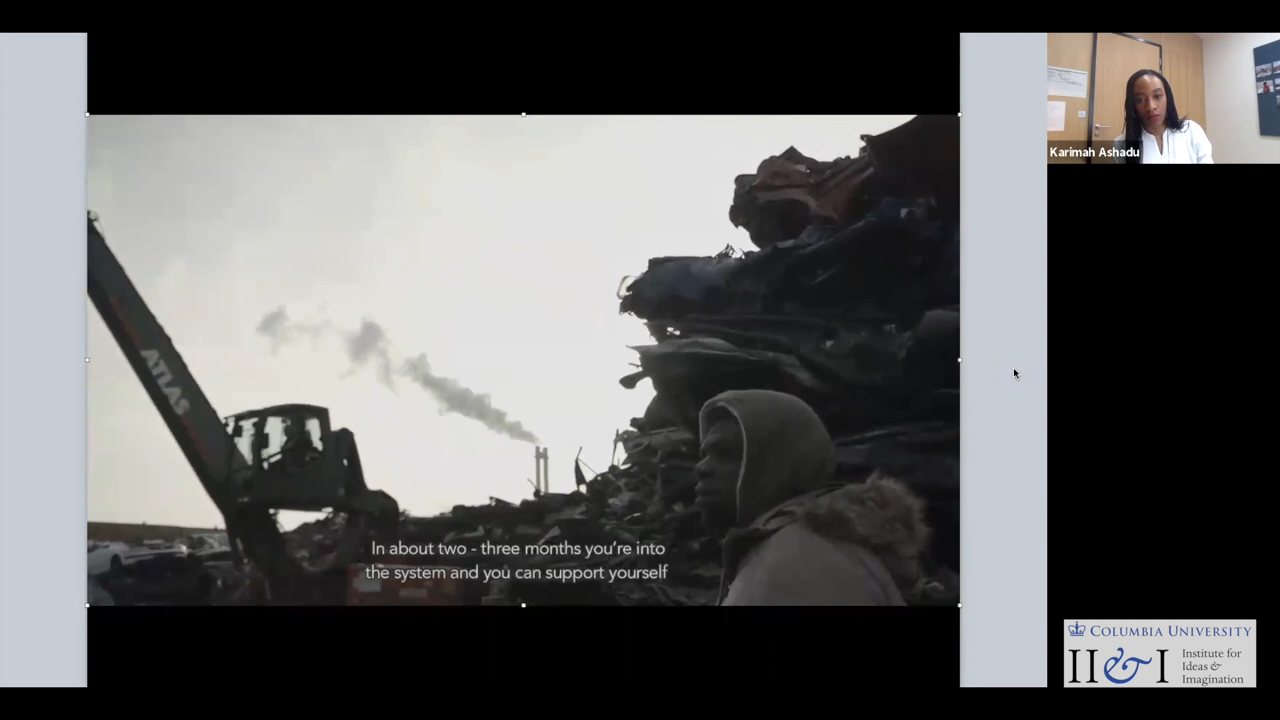 Karimah Ashadu
ATLAS
In about two - three months you're into
the system and you can support yourself
COLUMBIA UNIVERSITY
II&I
Institute for
Ideas &
Imagination